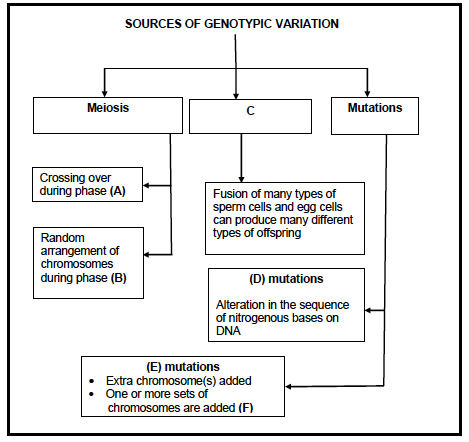 SOURCES OF GENOTYPIC VARIATION
Meiosis
C
Mutations
Crossing over
during phase (A)
Random
arrangement of
chromosomes
during phase (B)
Fusion of many types of
sperm cells and egg cells
can produce many different
types of offspring
(D) mutations
Alteration in the sequence
of nitrogenous bases on
DNA
(E) mutations
• Extra chromosome(s) added
• One or more sets of
chromosomes are added (F)